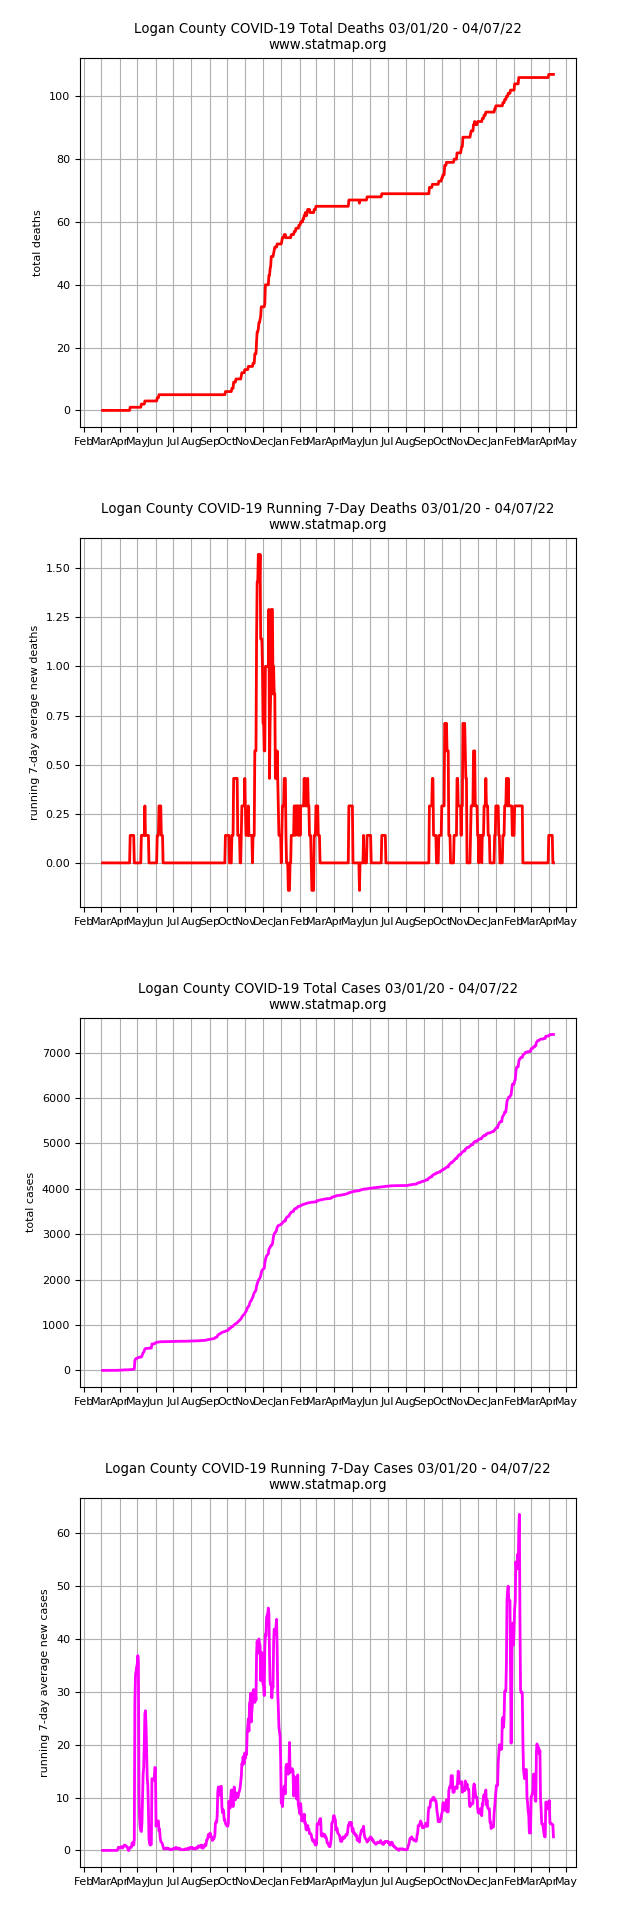 Logan County COVID-19 Total Deaths 03/01/20 - 04/07/22
www.statmap.org
100
80
60
40
20
0
total deaths
Feb Mar Apr May Jun Jul Aug Sep Oct Nov Dec Jan Feb Mar Apr May Jun Jul Aug Sep Oct Nov Dec Jan Feb Mar Apr May
Logan County COVID-19 Running 7-Day Deaths 03/01/20 - 04/07/22
www.statmap.org
1.50
1.25
1.00
0.75
0.50
0.25
0.00
running 7-day average new deaths
Feb Mar Apr May Jun Jul Aug Sep Oct Nov Dec Jan Feb Mar Apr May Jun Jul Aug Sep Oct Nov Dec Jan Feb Mar Apr May
Logan County COVID-19 Total Cases 03/01/20 - 04/07/22
www.statmap.org
7000
6000
5000
4000
3000
2000
1000
0
total cases
Feb Mar Apr May Jun Jul Aug Sep Oct Nov Dec Jan Feb Mar Apr May Jun Jul Aug Sep Oct Nov Dec Jan Feb Mar Apr May
Logan County COVID-19 Running 7-Day Cases 03/01/20 - 04/07/22
www.statmap.org
60
50
40
30
20
10
0
running 7-day average new cases
Feb Mar Apr May Jun Jul Aug Sep Oct Nov Dec Jan Feb Mar Apr May Jun Jul Aug Sep Oct Nov Dec Jan Feb Mar Apr May